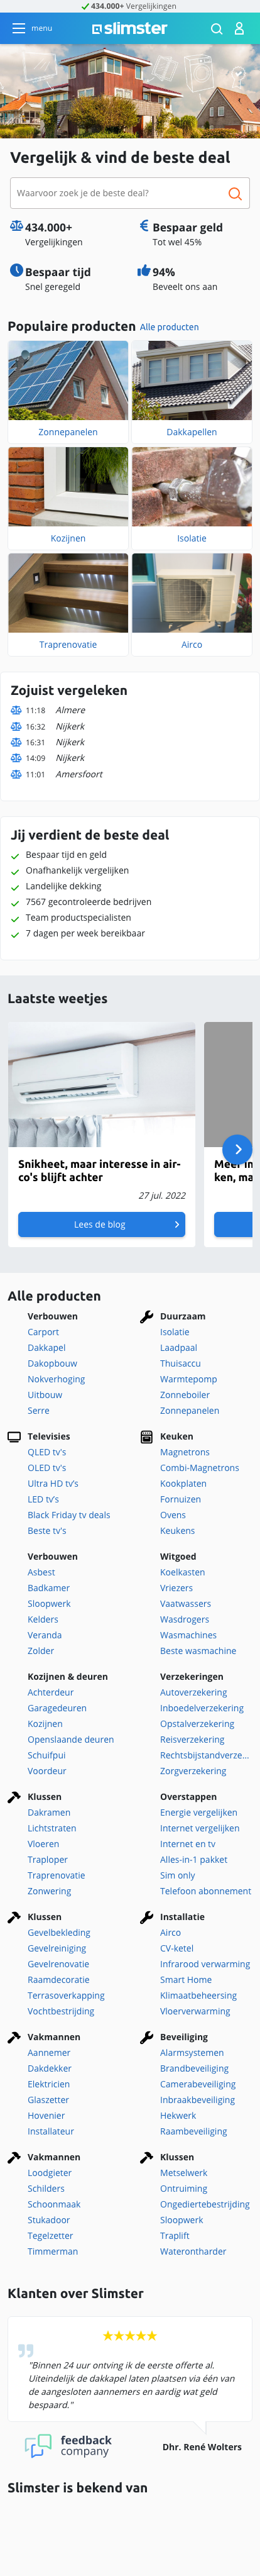 434.000+ Vergelijkingen
menu
slimster
Vergelijk & vind de beste deal
Waarvoor zoek je de beste deal?
434.000+
Vergelijkingen
Bespaar geld
Tot wel 45%
Bespaar tijd
Snel geregeld
94%
Beveelt ons aan
Populaire producten Alle producten
Zonnepanelen
Dakkapellen
Kozijnen
Isolatie
Traprenovatie
Airco
Zojuist vergeleken
11:18 Almere
16:32 Nijkerk
16:31 Nijkerk
14:09 Nijkerk
11:01 Amersfoort
Jij verdient de beste deal
Bespaar tijd en geld
Onafhankelijk vergelijken
Landelijke dekking
7567 gecontroleerde bedrijven
Team productspecialisten
7 dagen per week bereikbaar
Laatste weetjes
Snikheet, maar interesse in air-
co's blijft achter
27 jul. 2022
Lees de blog
ken, ma
Alle producten
Verbouwen
Carport
Dakkapel
Dakopbouw
Nokverhoging
Uitbouw
Serre
Duurzaam
Isolatie
Laadpaal
Thuisaccu
Warmtepomp
Zonneboiler
Zonnepanelen
Televisies
QLED tv's
OLED tv's
Ultra HD tv's
LED tv's
Black Friday tv deals
Beste tv's
Keuken
Magnetrons
Combi-Magnetrons
Kookplaten
Fornuizen
Ovens
Keukens
Verbouwen
Asbest
Badkamer
Sloopwerk
Kelders
Veranda
Zolder
Witgoed
Koelkasten
Vriezers
Vaatwassers
Wasdrogers
Wasmachines
Beste wasmachine
Kozijnen & deuren
Achterdeur
Garagedeuren
Kozijnen
Openslaande deuren
Schuifpui
Voordeur
Verzekeringen
Autoverzekering
Inboedelverzekering
Opstalverzekering
Reisverzekering
Rechtsbijstandverze...
Zorgverzekering
Klussen
Dakramen
Lichtstraten
Vloeren
Traploper
Traprenovatie
Zonwering
Overstappen
Energie vergelijken
Internet vergelijken
Internet en tv
Alles-in-1 pakket
Sim only
Telefoon abonnement
Klussen
Gevelbekleding
Gevelreiniging
Gevelrenovatie
Raamdecoratie
Terrasoverkapping
Vochtbestrijding
Installatie
Airco
CV-ketel
Infrarood verwarming
Smart Home
Klimaatbeheersing
Vloerverwarming
Vakmannen
Aannemer
Dakdekker
Elektricien
Glaszetter
Hovenier
Installateur
Beveiliging
Alarmsystemen
Brandbeveiliging
Camerabeveiliging
Inbraakbeveiliging
Hekwerk
Raambeveiliging
Vakmannen
Loodgieter
Schilders
Schoonmaak
Stukadoor
Tegelzetter
Timmerman
Klussen
Metselwerk
Ontruiming
Ongediertebestrijding
Sloopwerk
Traplift
Waterontharder
Klanten over Slimster
"Binnen 24 uur ontving ik de eerste offerte al.
Uiteindelijk de dakkapel laten plaatsen via één van
de aangesloten aannemers en aardig wat geld
bespaard."
feedback
company
Dhr. René Wolters
Slimster is bekend van